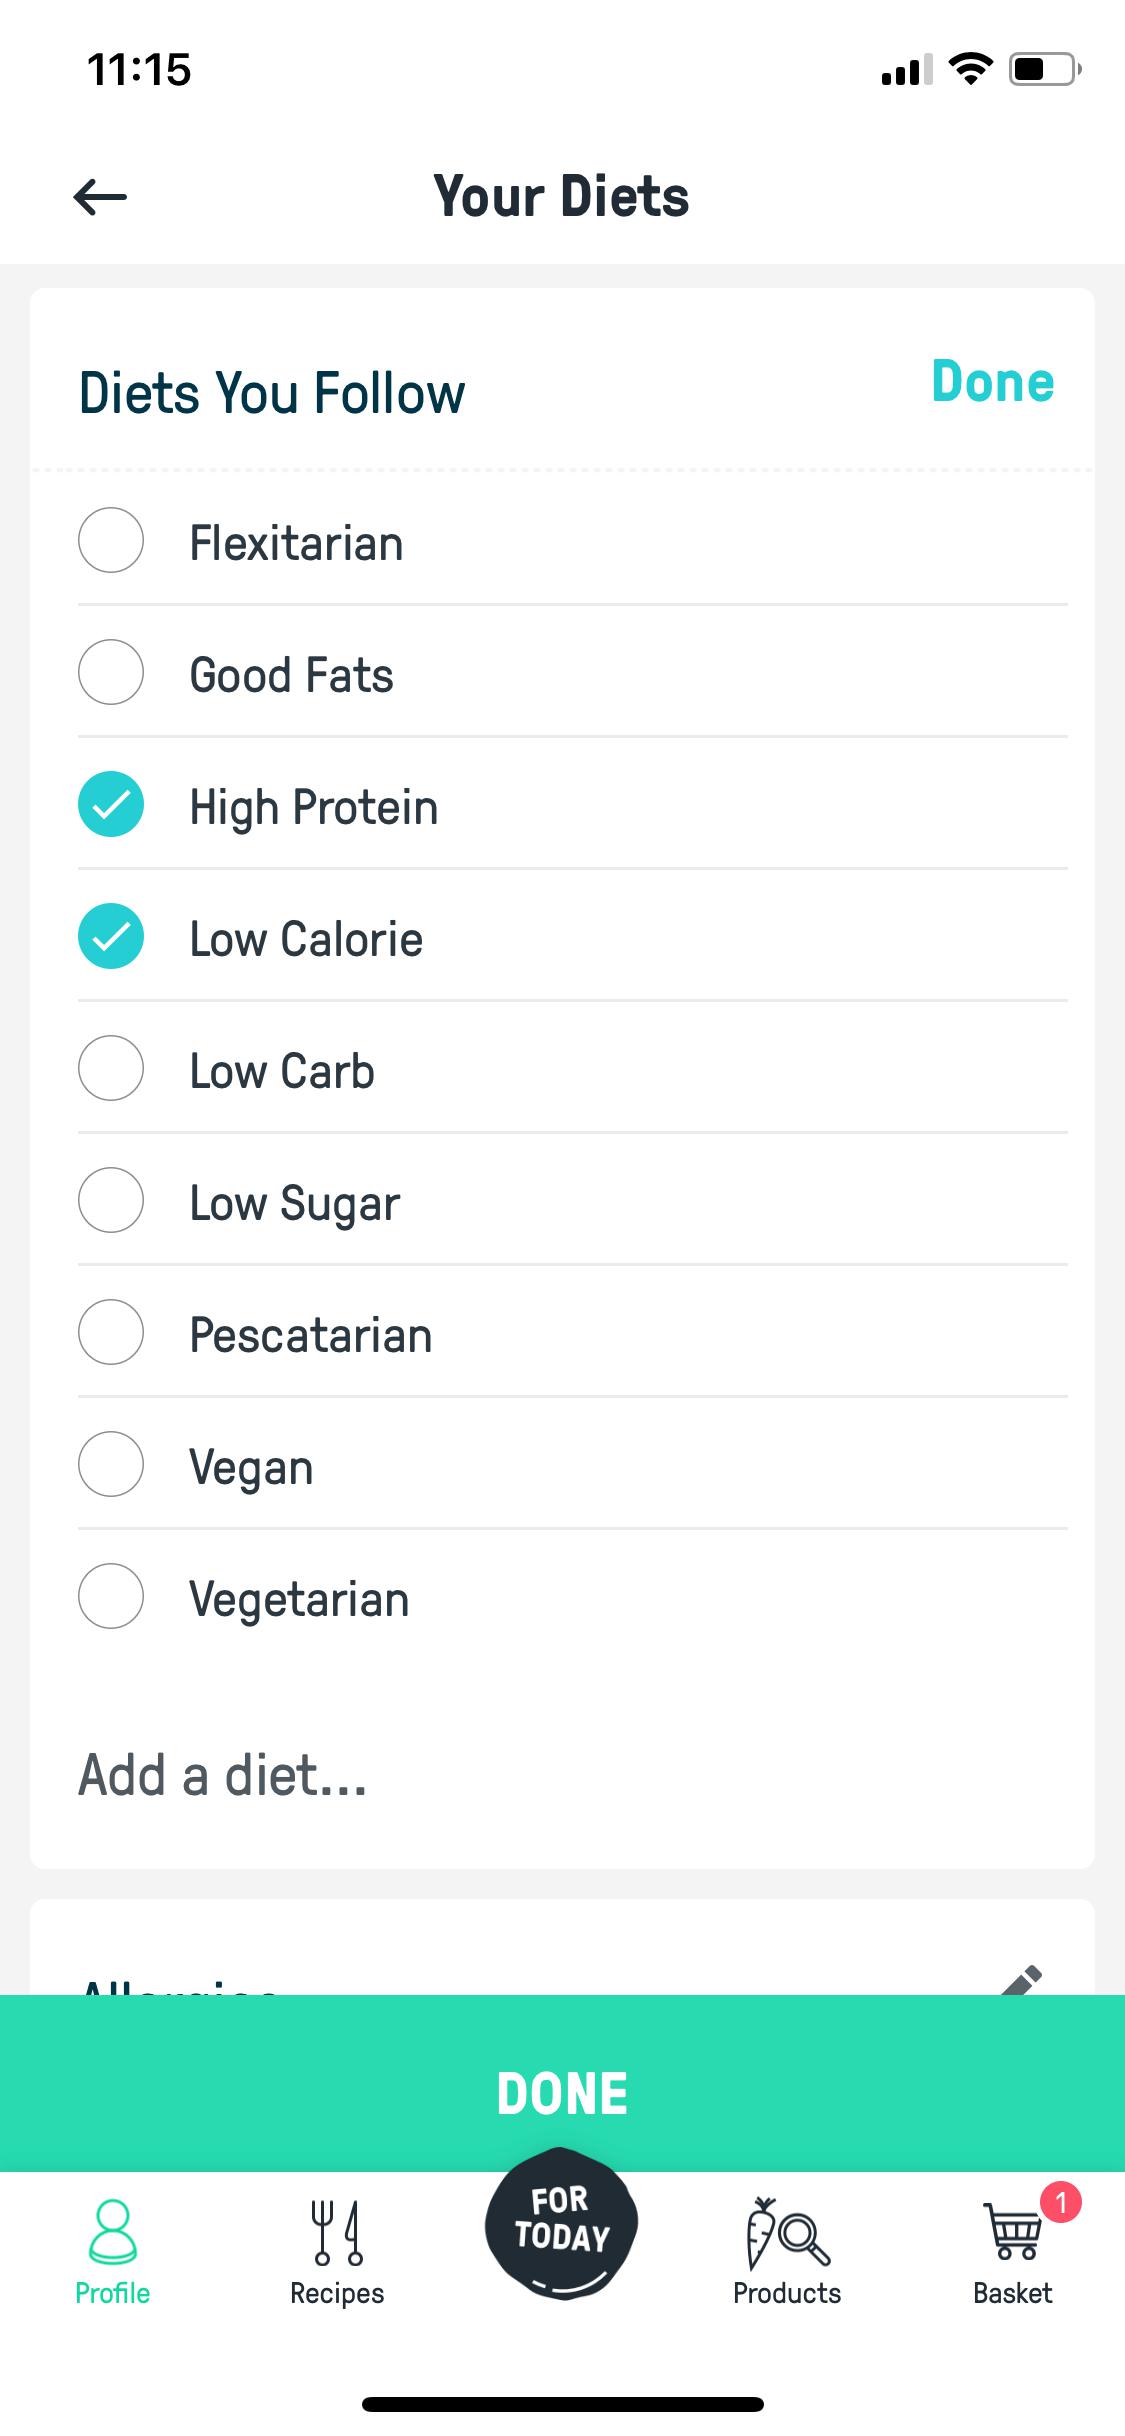 11:15
Your Diets
Diets You Follow
Done
Flexitarian
Good Fats
High Protein
Low Calorie
Low Carb
Low Sugar
Pescatarian
Vegan
Vegetarian
Add a diet...
Allergies
DONE
FOR
TODAY
Profile
Recipes
Products
1
Basket